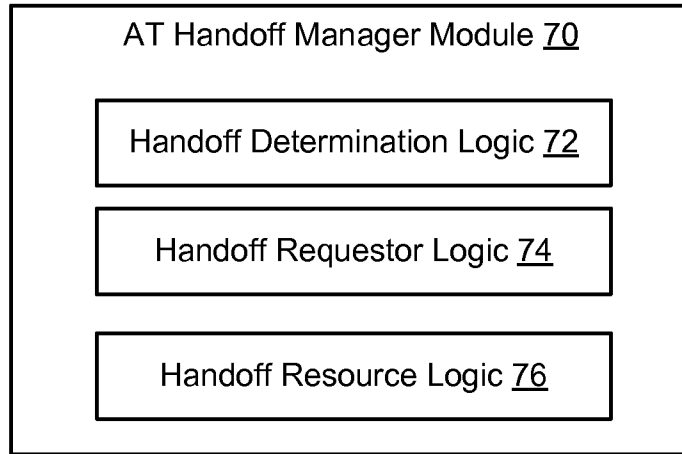 AT Handoff Manager Module 70
Handoff Determination Logic 72
Handoff Requestor Logic 74
Handoff Resource Logic 76